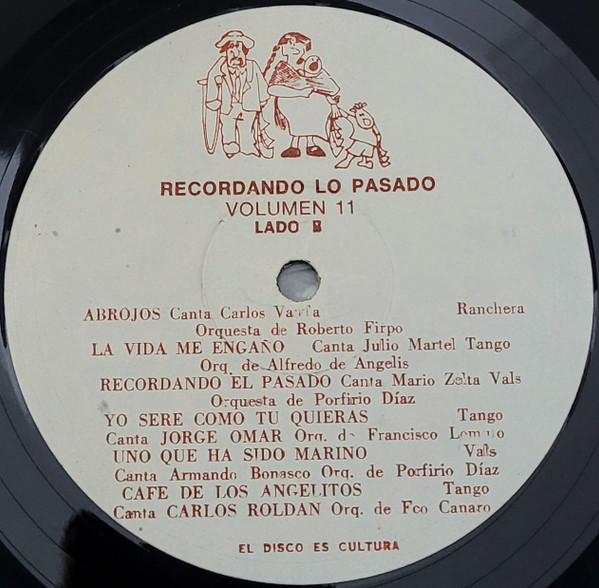 RECORDANDO LO PASADO
VOLUMEN 11
LADO B
ABROJOS Canta Carlos Ranchera
Orquesta de Roberto Firpo
LA VIDA ME ENGAÑO Canta Julio Martel Tango
Orq. de Alfredo de Angelis
RECORDANDO EL PASADO Canta Mario Zelta Vals
Orquesta de Porfirio Díaz
YO SERE COMO TU QUIERAS Tango
Canta JORGE OMAR Orq. de Francisco
UNO QUE HA SIDO MARINO Vals
Canta Armando Bonasco Orq. de Porfirio Díaz
CAFE DE LOS ANGELITOS Tango
Canta CARLOS ROLDAN Orq. de Fco Canaro
EL DISCO ES CULTURA